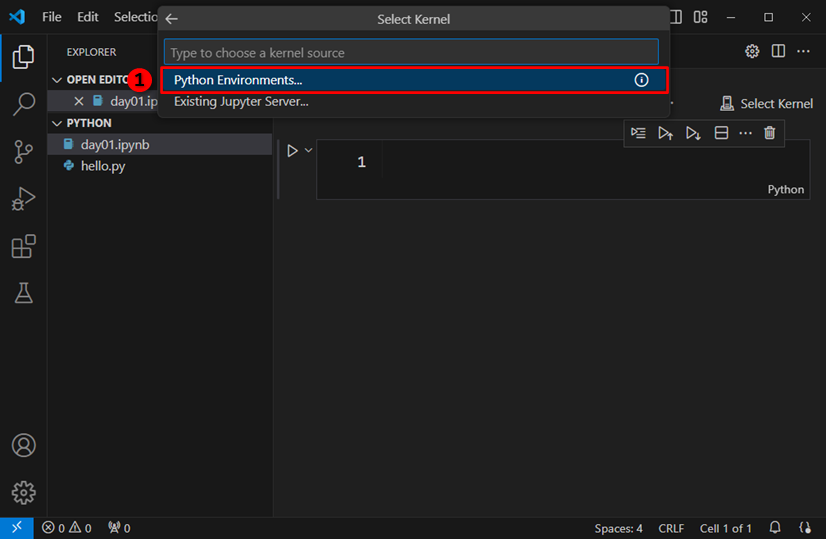 File Edit Selectio
Select Kernel
Type to choose a kernel source
EXPLORER
OPEN EDITO
1
Python Environments...
day01.ip
Existing Jupyter Server...
Select Kernel
PYTHON
day01.ipynb
hello.py
1
Python
0 0 0
Spaces: 4 CRLF Cell 1 of 1